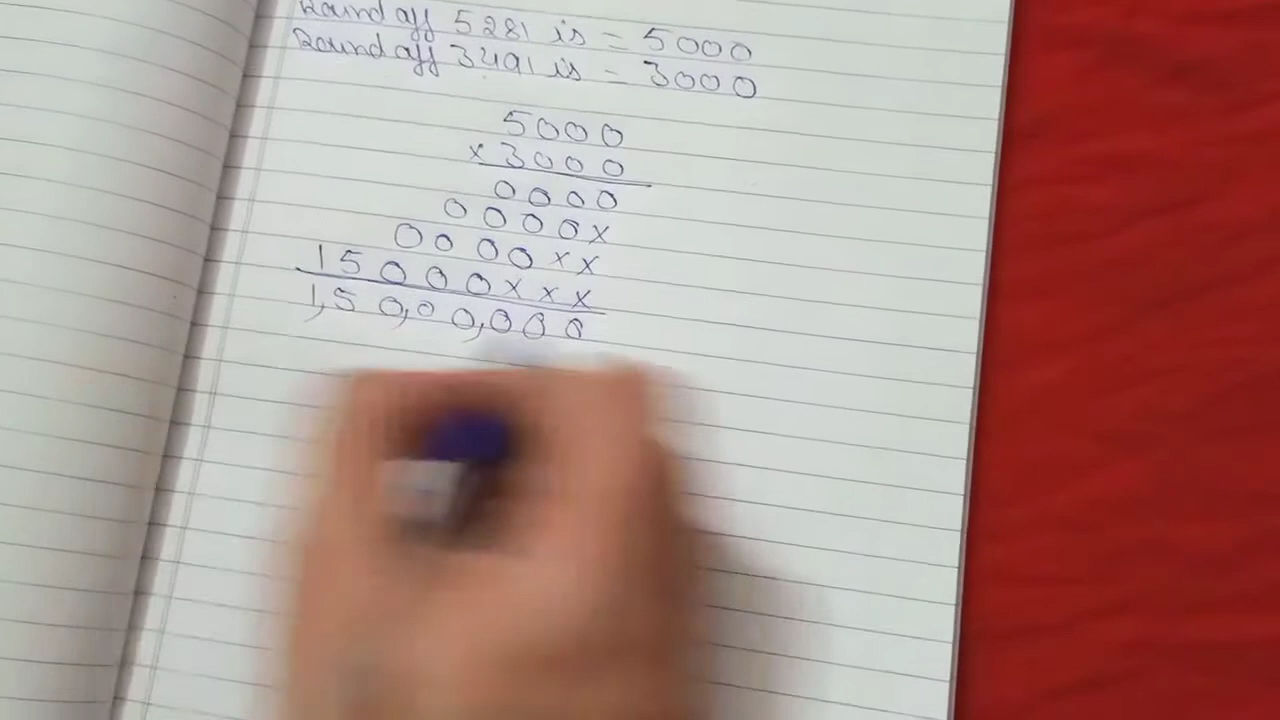 Round off 5281 is = 5000
Round off 3491 is = 3000
5000
x 3000
0000
0000x
0000xx
15000xxx
1,50,00,000